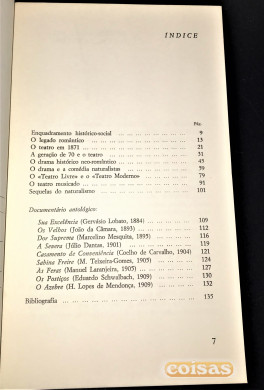 ÍNDICE
Pág.
Enquadramento histórico-social ... 9
O legado romântico ... 13
O teatro em 1871 ... 21
A geração de 70 e o teatro ... 31
O drama histórico neo-romântico ... 45
O drama e a comédia naturalistas ... 59
O «Teatro Livre» e o «Teatro Moderno» ... 79
O teatro musicado ... 91
Sequelas do naturalismo ... 101
Documentário antológico:
Sua Excelência (Gervásio Lobato, 1884) ... 109
Os Velhos (João da Câmara, 1893) ... 112
Dor Suprema (Marcelino Mesquita, 1895) ... 116
A Severa (Júlio Dantas, 1901) ... 119
Casamento de Conveniência (Coelho de Carvalho, 1904) 121
Sabina Freire (M. Teixeira-Gomes, 1905) ... 124
As Feras (Manuel Laranjeira, 1905) ... 127
Os Postiços (Eduardo Schwalbach, 1909) ... 130
O Azebre (H. Lopes de Mendonça, 1909) ... 132
Bibliografia ... 135
7
coisas